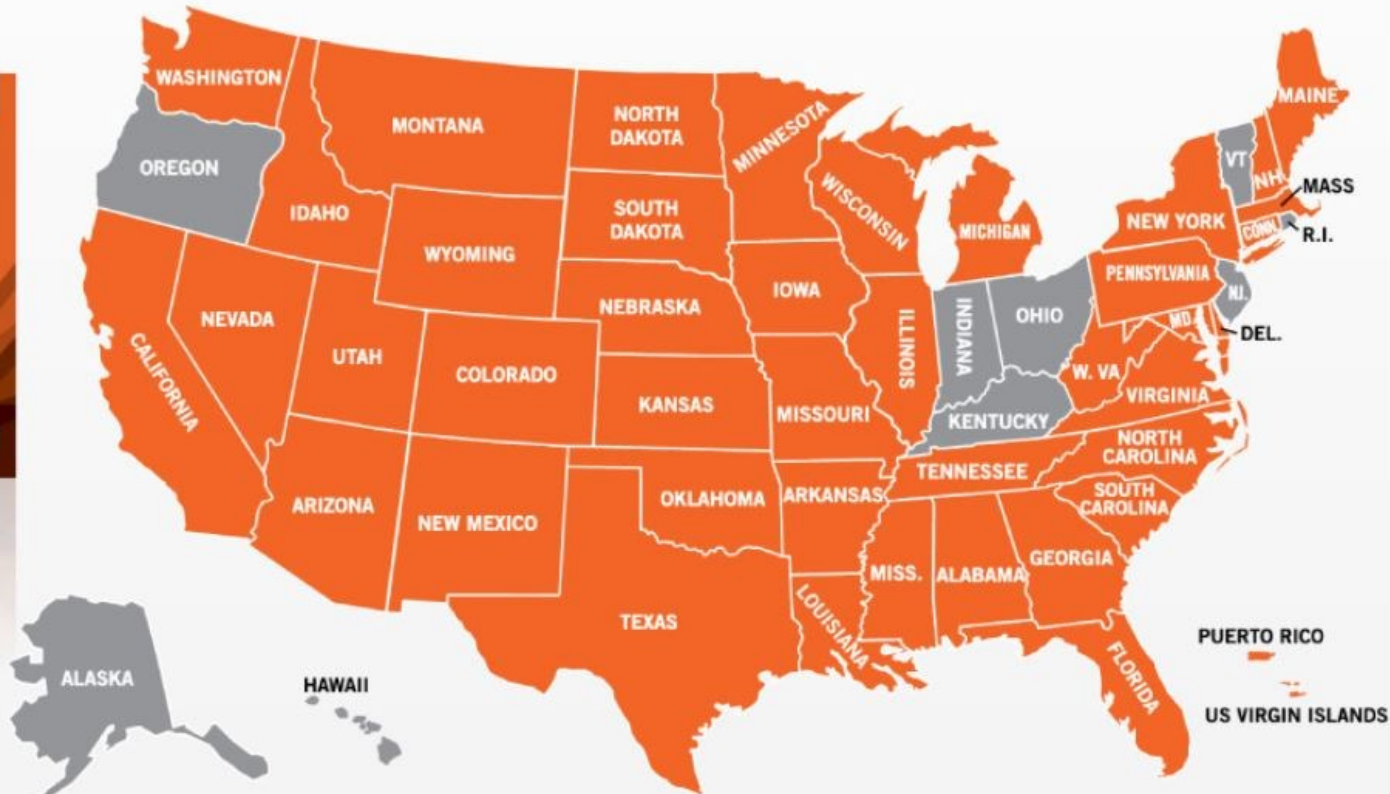 WASHINGTON
MONTANA
NORTH
DAKOTA
MINNESOTA
MAINE
OREGON
IDAHO
WYOMING
SOUTH
DAKOTA
WISCONSIN
MICHIGAN
NEW YORK
VT
NH
MASS
CONN.
R.I.
NEVADA
UTAH
COLORADO
NEBRASKA
IOWA
ILLINOIS
INDIANA
OHIO
PENNSYLVANIA
NJ.
MD.
DEL.
CALIFORNIA
KANSAS
MISSOURI
KENTUCKY
W. VA
VIRGINIA
ARIZONA
NEW MEXICO
OKLAHOMA
ARKANSAS
TENNESSEE
NORTH
CAROLINA
SOUTH
CAROLINA
TEXAS
LOUISIANA
MISS.
ALABAMA
GEORGIA
FLORIDA
ALASKA
HAWAII
PUERTO RICO
US VIRGIN ISLANDS